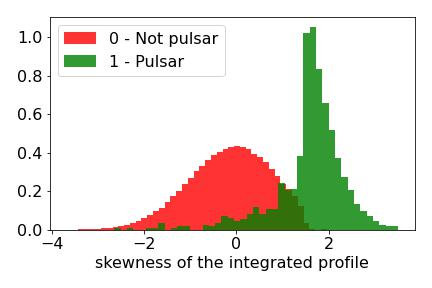 0 - Not pulsar
1 - Pulsar
1.0
0.8
0.6
0.4
0.2
0.0
−4 −2 0 2
skewness of the integrated profile